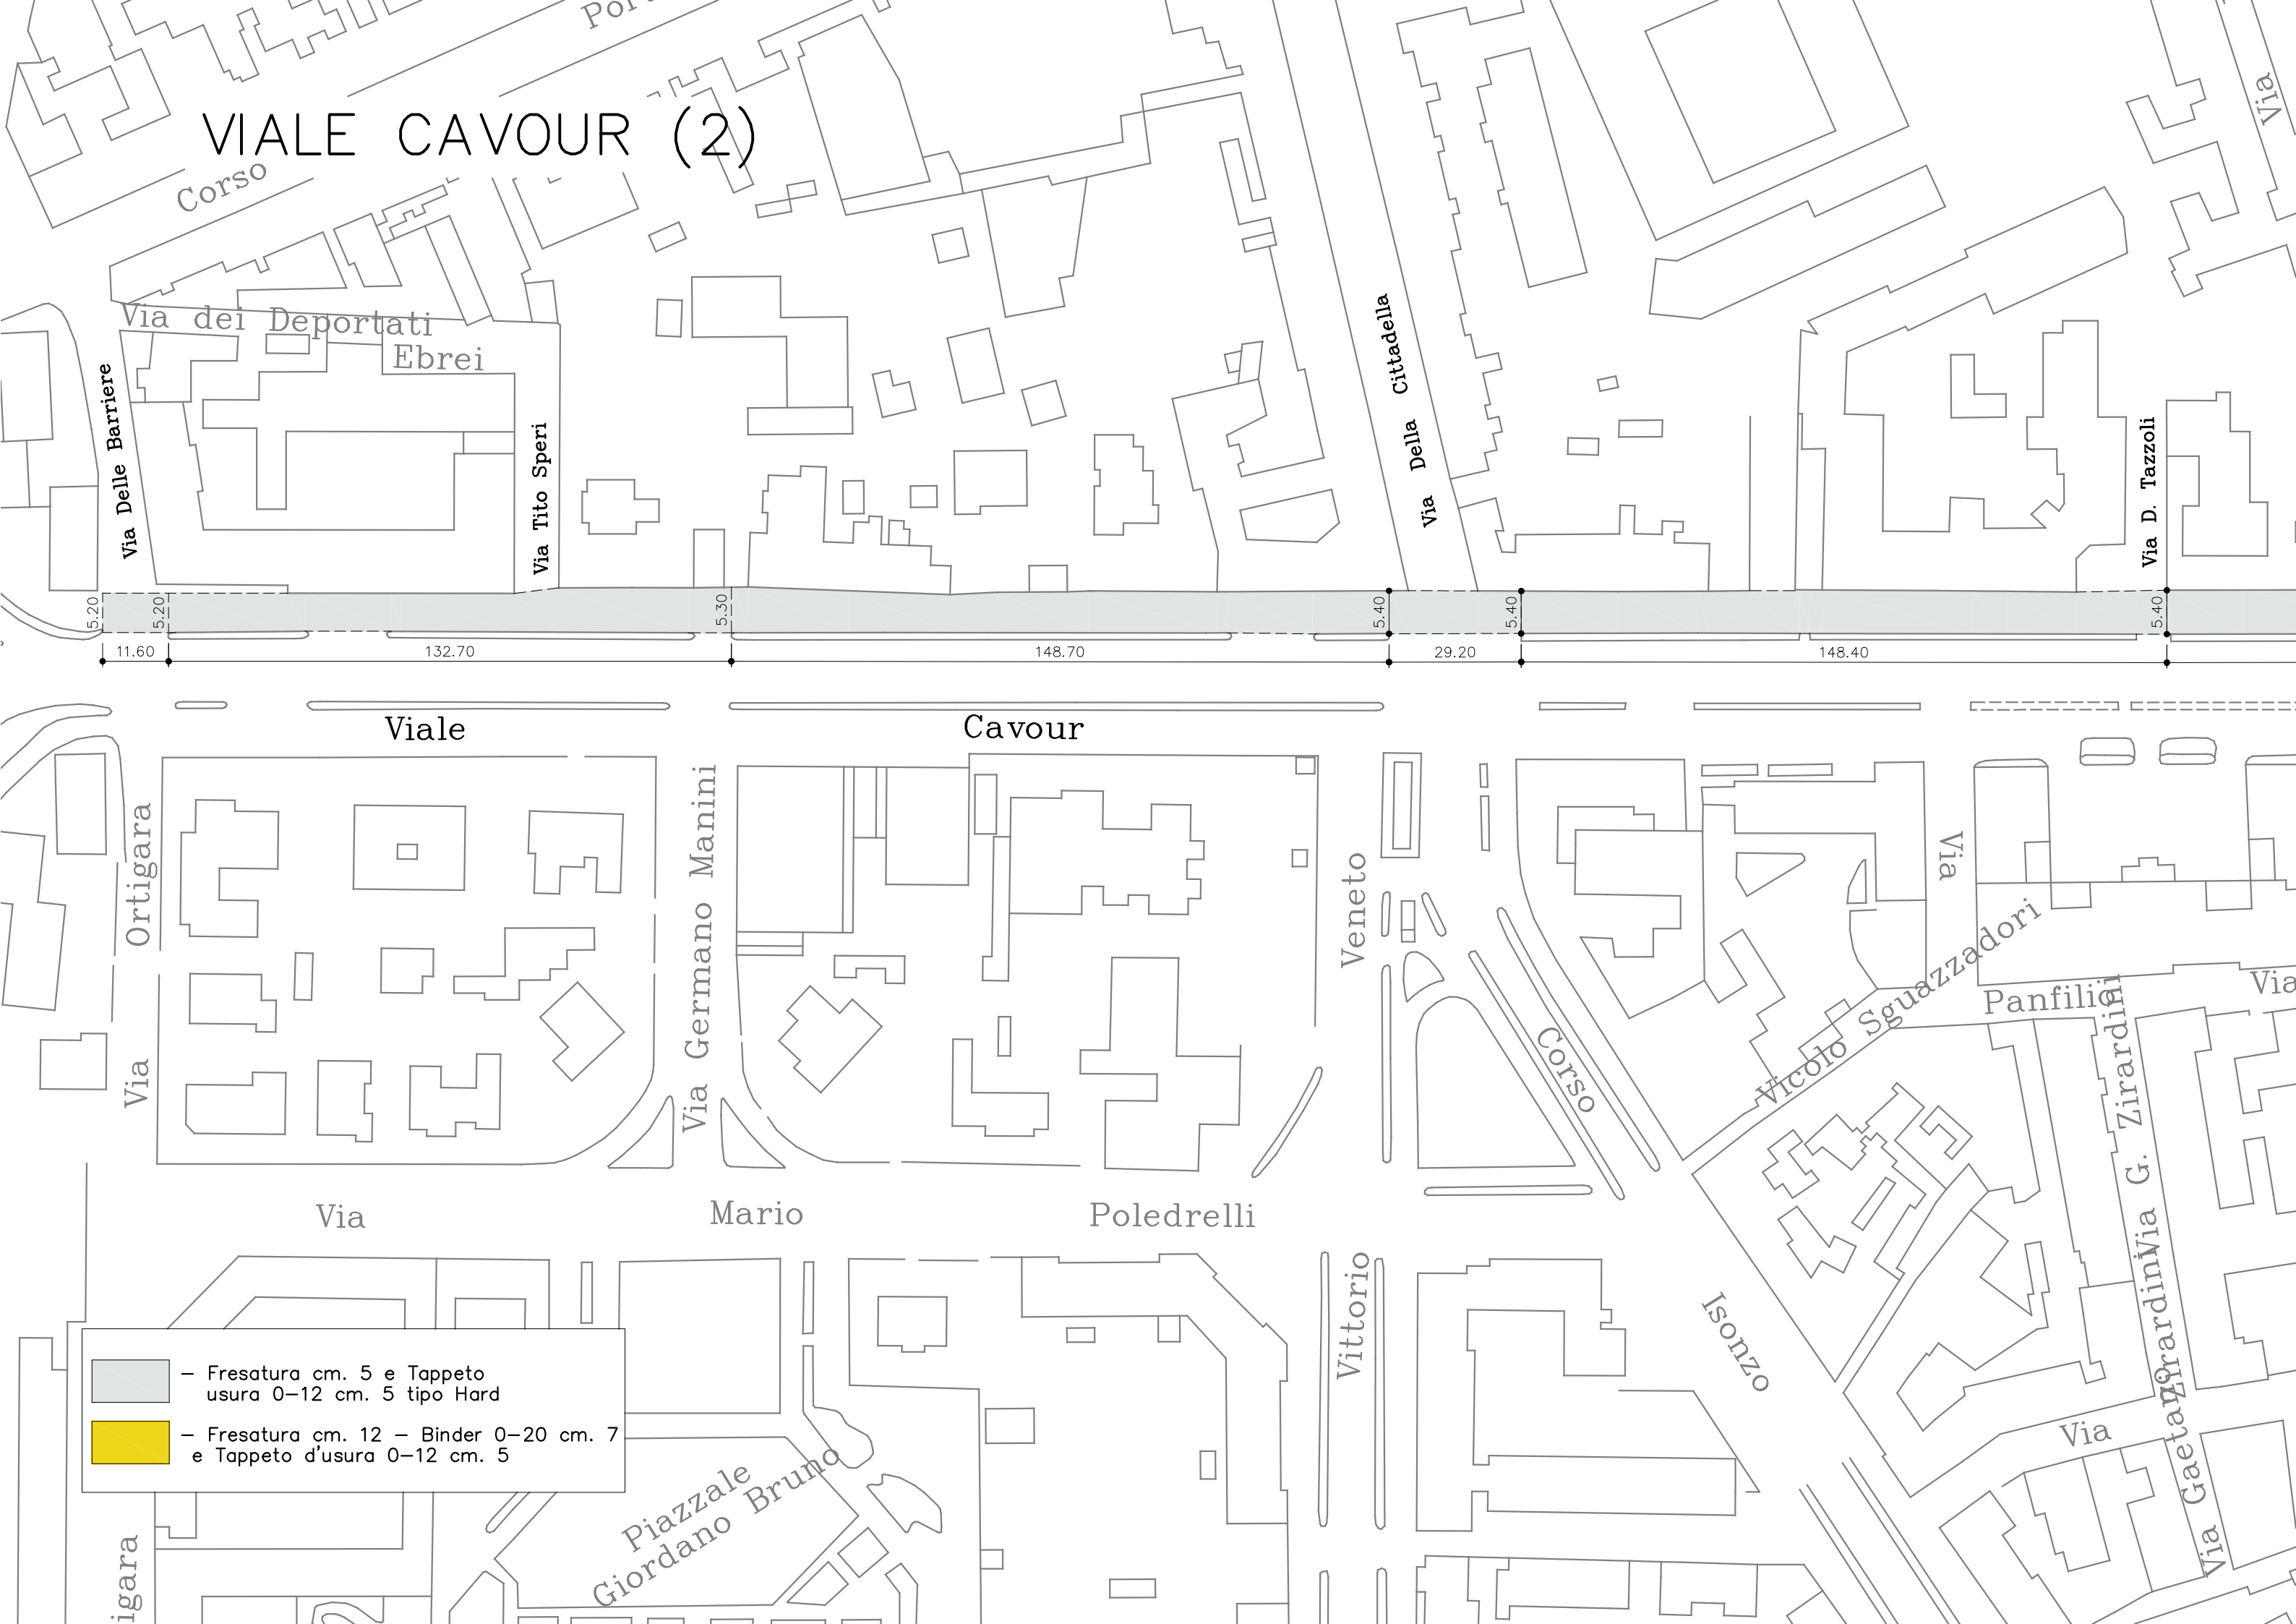 VIALE CAVOUR (2)
Corso
Via
Via dei Deportati
Ebrei
Via Delle Barriere
Via Tito Speri
Via Della Cittadella
Via D. Tazzoli
5.20
5.20
5.30
5.40
5.40
5.40
11.60
132.70
148.70
29.20
148.40
Viale Cavour
Via Ortigara
Via Germano Manini
Veneto
Vittorio
Corso
Isonzo
Via
Panfilio
Via
Vicolo Sguazzadori
Via G. Zirardini
Zirardini
Via Gaetano
Via
Via Mario Poledrelli
Piazzale
Giordano Bruno
– Fresatura cm. 5 e Tappeto
usura 0–12 cm. 5 tipo Hard
– Fresatura cm. 12 – Binder 0–20 cm. 7
e Tappeto d'usura 0–12 cm. 5